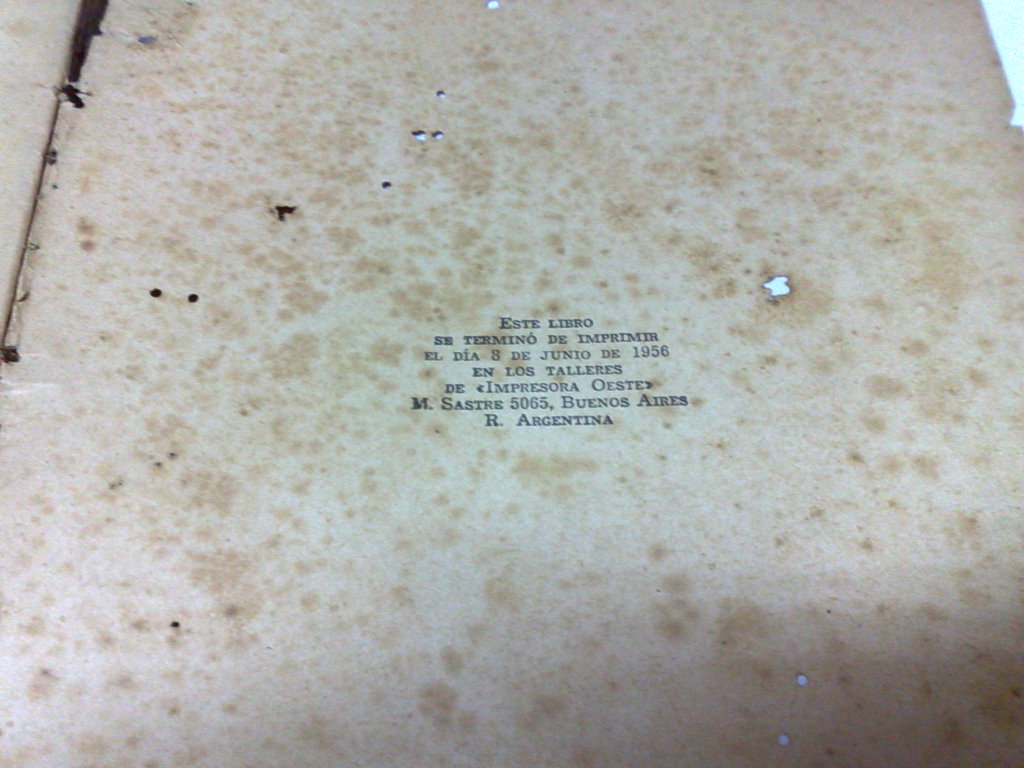 Este libro
se terminó de imprimir
el día 8 de junio de 1956
en los talleres
de «Impresora Oeste»
M. Sastre 5065, Buenos Aires
R. Argentina